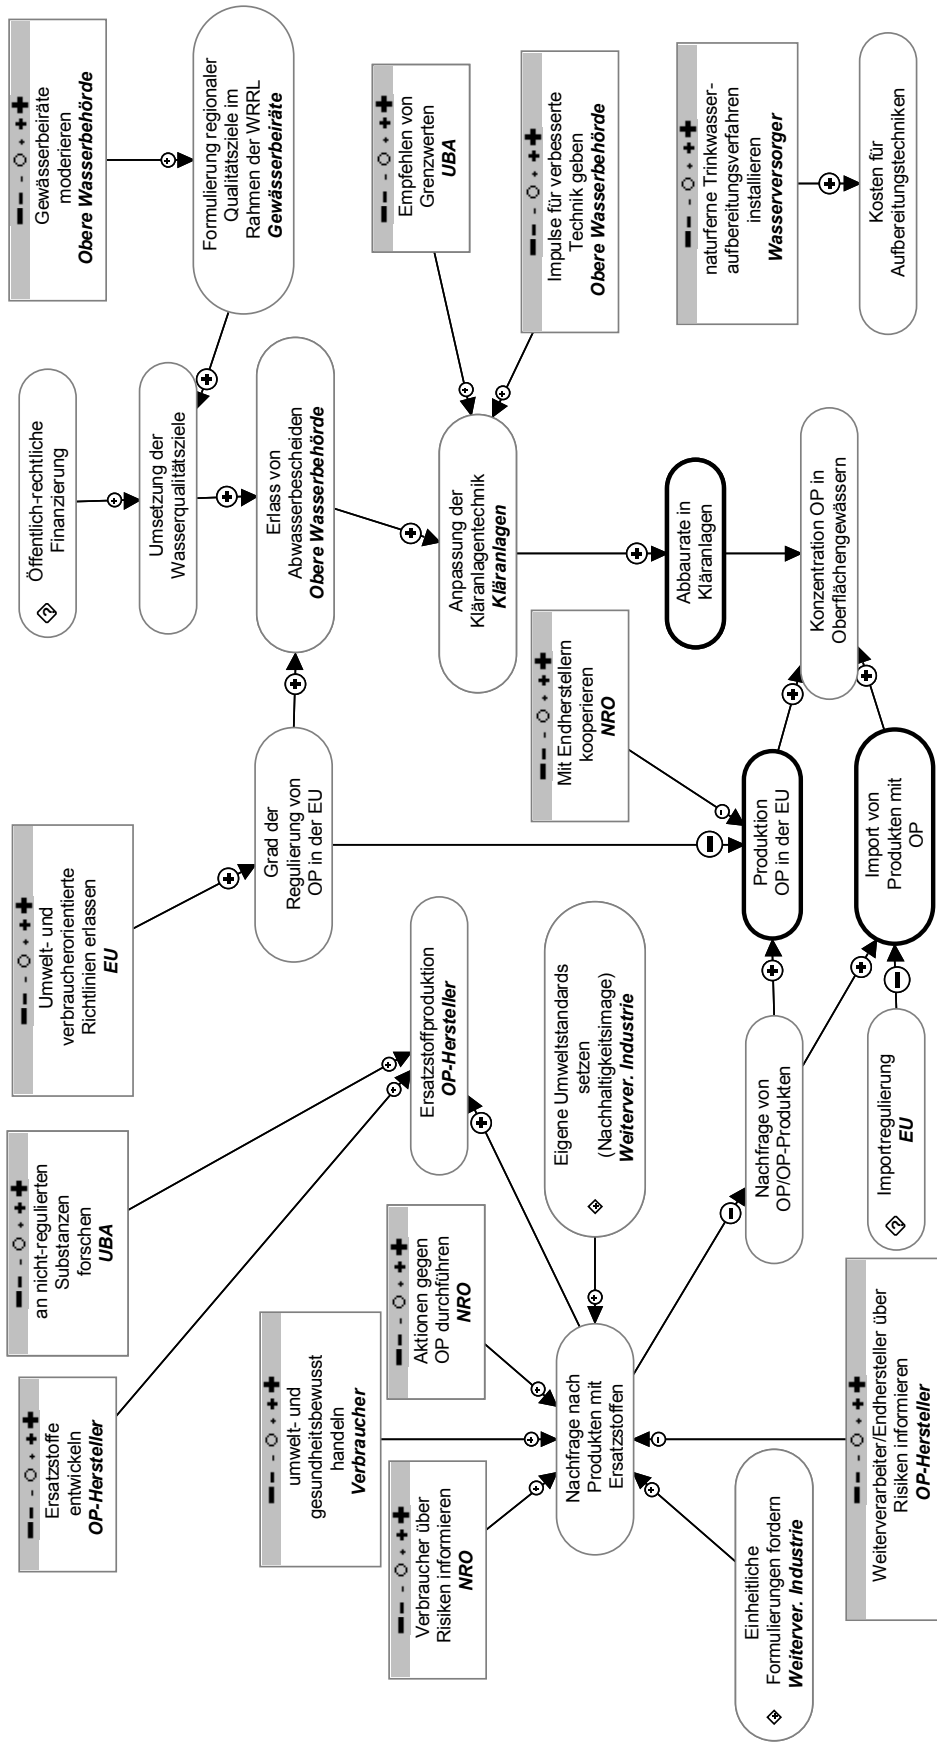 Ersatzstoffe
entwickeln
OP-Hersteller
an nicht-regulierten
Substanzen
forschen
UBA
Umwelt- und
verbraucherorientierte
Richtlinien erlassen
EU
Öffentlich-rechtliche
Finanzierung
Gewässerbeiräte
moderieren
Obere Wasserbehörde
Umsetzung der
Wasserqualitätsziele
Formulierung regionaler
Qualitätsziele im
Rahmen der WRRL
Gewässerbeiräte
umwelt- und
gesundheitsbewusst
handeln
Verbraucher
Grad der
Regulierung von
OP in der EU
Erlass von
Abwasserbescheiden
Obere Wasserbehörde
Verbraucher über
Risiken informieren
NRO
Aktionen gegen
OP durchführen
NRO
Ersatzstoffproduktion
OP-Hersteller
Anpassung der
Kläranlagentechnik
Kläranlagen
Empfehlen von
Grenzwerten
UBA
Nachfrage nach
Produkten mit
Ersatzstoffen
Eigene Umweltstandards
setzen
(Nachhaltigkeitsimage)
Weiterver. Industrie
Mit Endherstellern
kooperieren
NRO
Impulse für verbesserte
Technik geben
Obere Wasserbehörde
Abbaurate in
Kläranlagen
naturferne Trinkwasser-
aufbereitungsverfahren
installieren
Wasserversorger
Einheitliche
Formulierungen fordern
Weiterver. Industrie
Nachfrage von
OP/OP-Produkten
Produktion
OP in der EU
Konzentration OP in
Oberflächengewässern
Weiterverarbeiter/Endhersteller über
Risiken informieren
OP-Hersteller
Importregulierung
EU
Import von
Produkten mit
OP
Kosten für
Aufbereitungstechniken